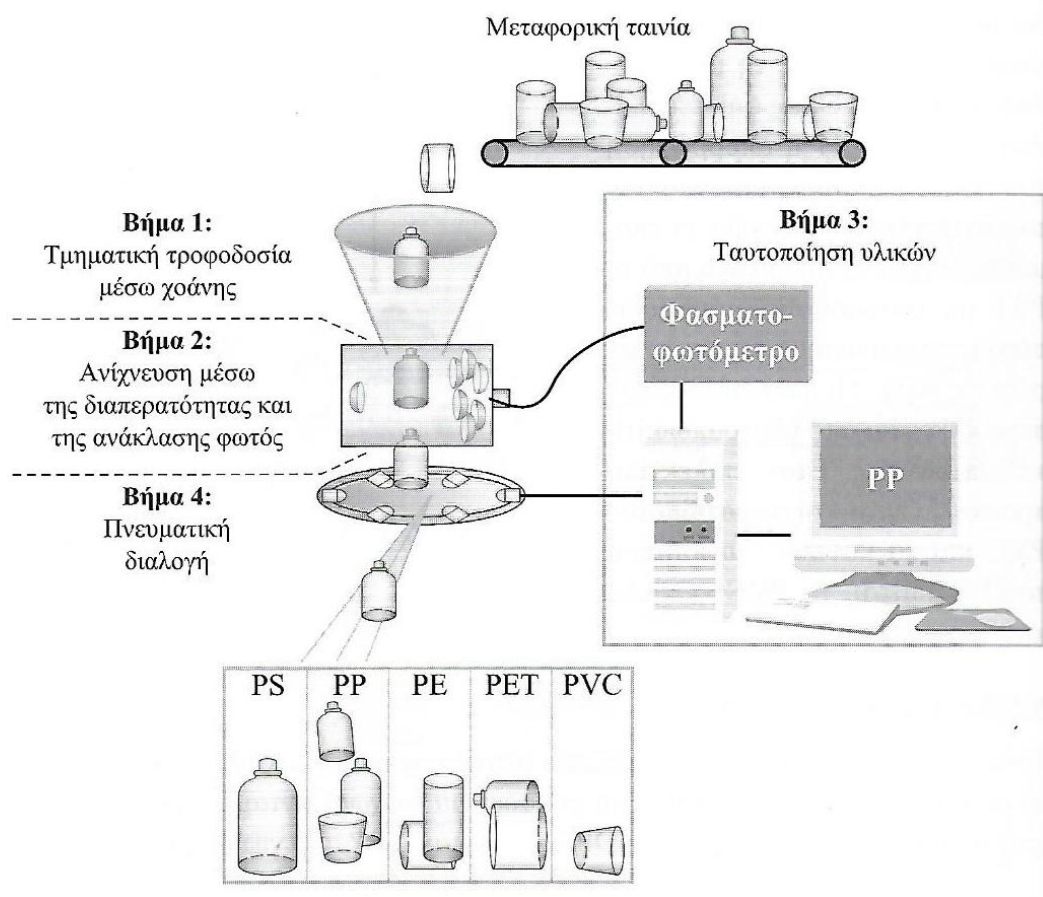 Μεταφορική ταινία
Βήμα 1:
Τμηματική τροφοδοσία
μέσω χοάνης
Βήμα 2:
Ανίχνευση μέσω
της διαπερατότητας και
της ανάκλασης φωτός
Βήμα 4:
Πνευματική
διαλογή
Βήμα 3:
Ταυτοποίηση υλικών
Φασματο-
φωτόμετρο
PP
PS PP PE PET PVC